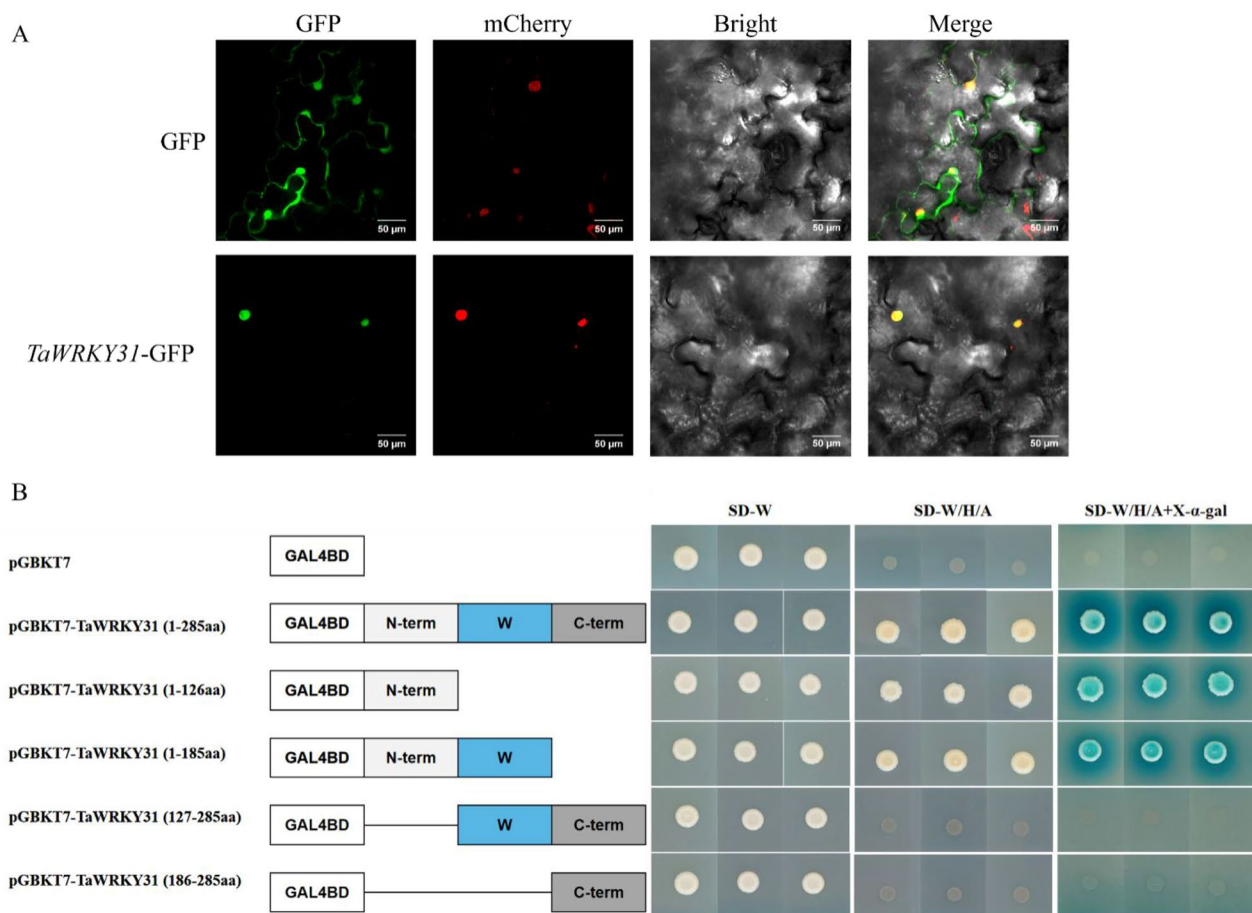 A
GFP mCherry Bright Merge
GFP
50 µm 50 µm 50 µm 50 µm
TaWRKY31-GFP
50 µm 50 µm 50 µm 50 µm
B
SD-W SD-W/H/A SD-W/H/A+X-α-gal
pGBKT7 GAL4BD
pGBKT7-TaWRKY31 (1-285aa) GAL4BD N-term W C-term
pGBKT7-TaWRKY31 (1-126aa) GAL4BD N-term
pGBKT7-TaWRKY31 (1-185aa) GAL4BD N-term W
pGBKT7-TaWRKY31 (127-285aa) GAL4BD W C-term
pGBKT7-TaWRKY31 (186-285aa) GAL4BD C-term